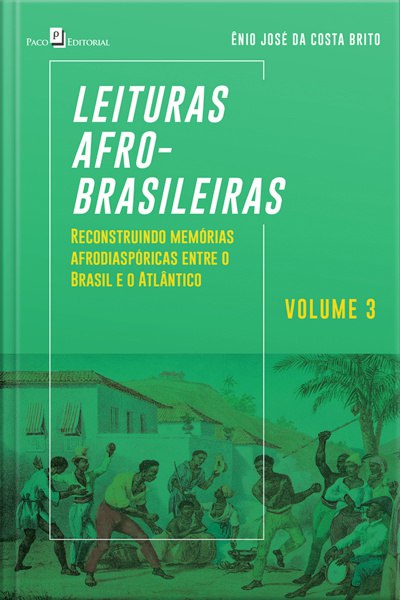 PACO EDITORIAL
ÊNIO JOSÉ DA COSTA BRITO
LEITURAS
AFRO-
BRASILEIRAS
RECONSTRUINDO MEMÓRIAS
AFRODIASPÓRICAS ENTRE O
BRASIL E O ATLÂNTICO
VOLUME 3